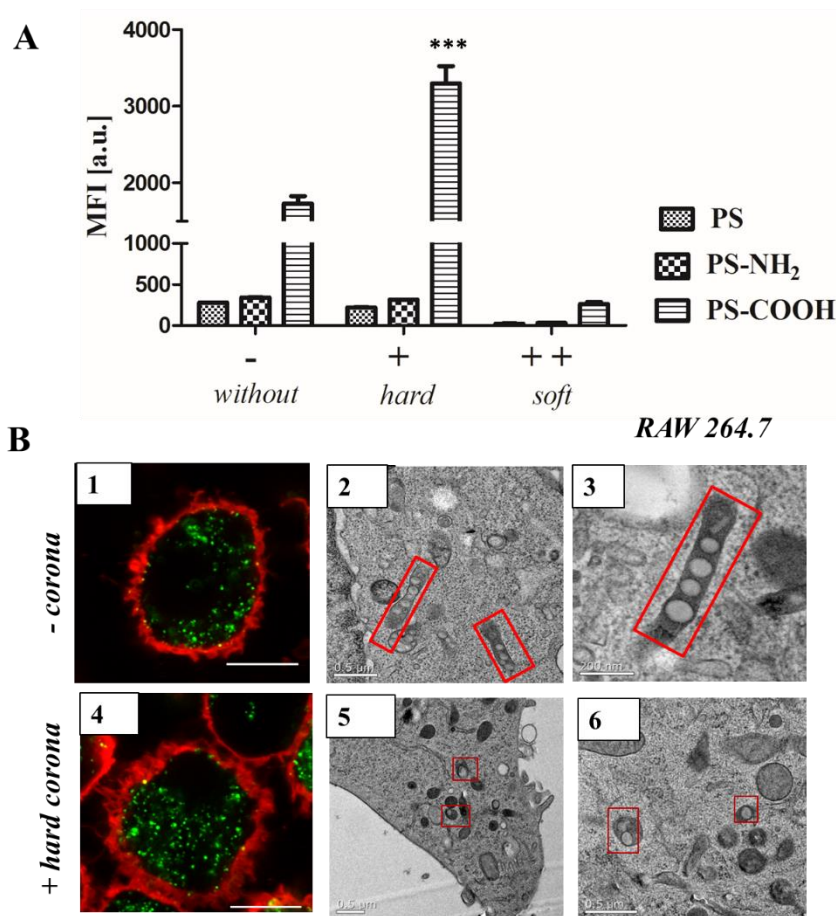 A
4000
***
3000
2000
1000
500
0
MFI [a.u.]
PS
PS-NH₂
PS-COOH
- + ++
without hard soft
RAW 264.7
B
- corona
1 2 3
0.5 µm 200 nm
+ hard corona
4 5 6
0.5 µm 0.5 µm